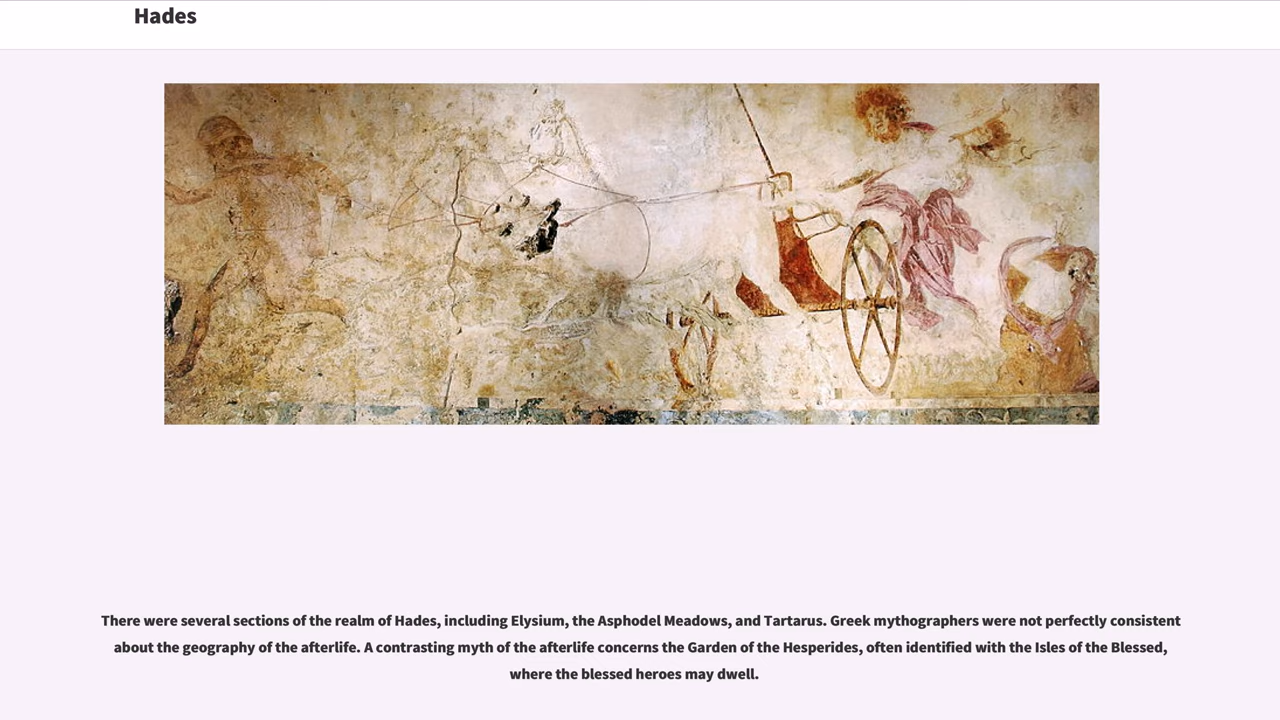 Hades
There were several sections of the realm of Hades, including Elysium, the Asphodel Meadows, and Tartarus. Greek mythographers were not perfectly consistent
about the geography of the afterlife. A contrasting myth of the afterlife concerns the Garden of the Hesperides, often identified with the Isles of the Blessed,
where the blessed heroes may dwell.